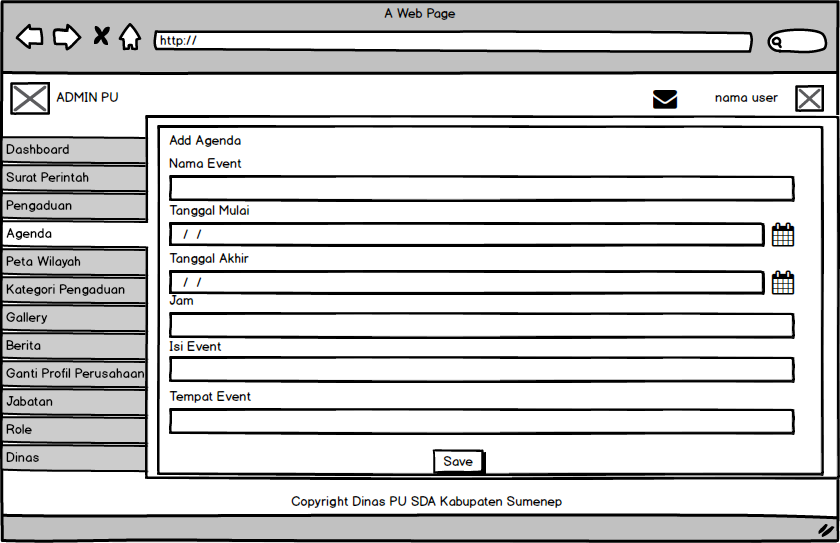 A Web Page
http://
ADMIN PU
nama user
Dashboard
Surat Perintah
Pengaduan
Agenda
Peta Wilayah
Kategori Pengaduan
Gallery
Berita
Ganti Profil Perusahaan
Jabatan
Role
Dinas
Add Agenda
Nama Event
Tanggal Mulai
/ /
Tanggal Akhir
/ /
Jam
Isi Event
Tempat Event
Save
Copyright Dinas PU SDA Kabupaten Sumenep